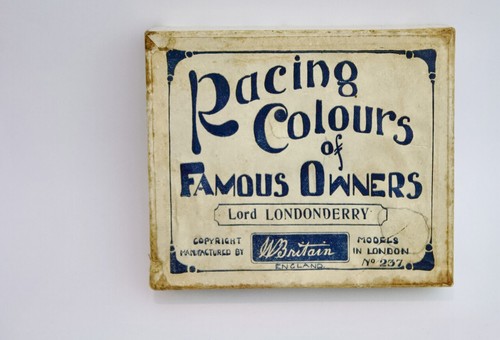 Racing
Colours
of
FAMOUS OWNERS
Lord LONDONDERRY
COPYRIGHT
MANUFACTURED BY
W Britain
ENGLAND
MODELS
IN LONDON
No 237.